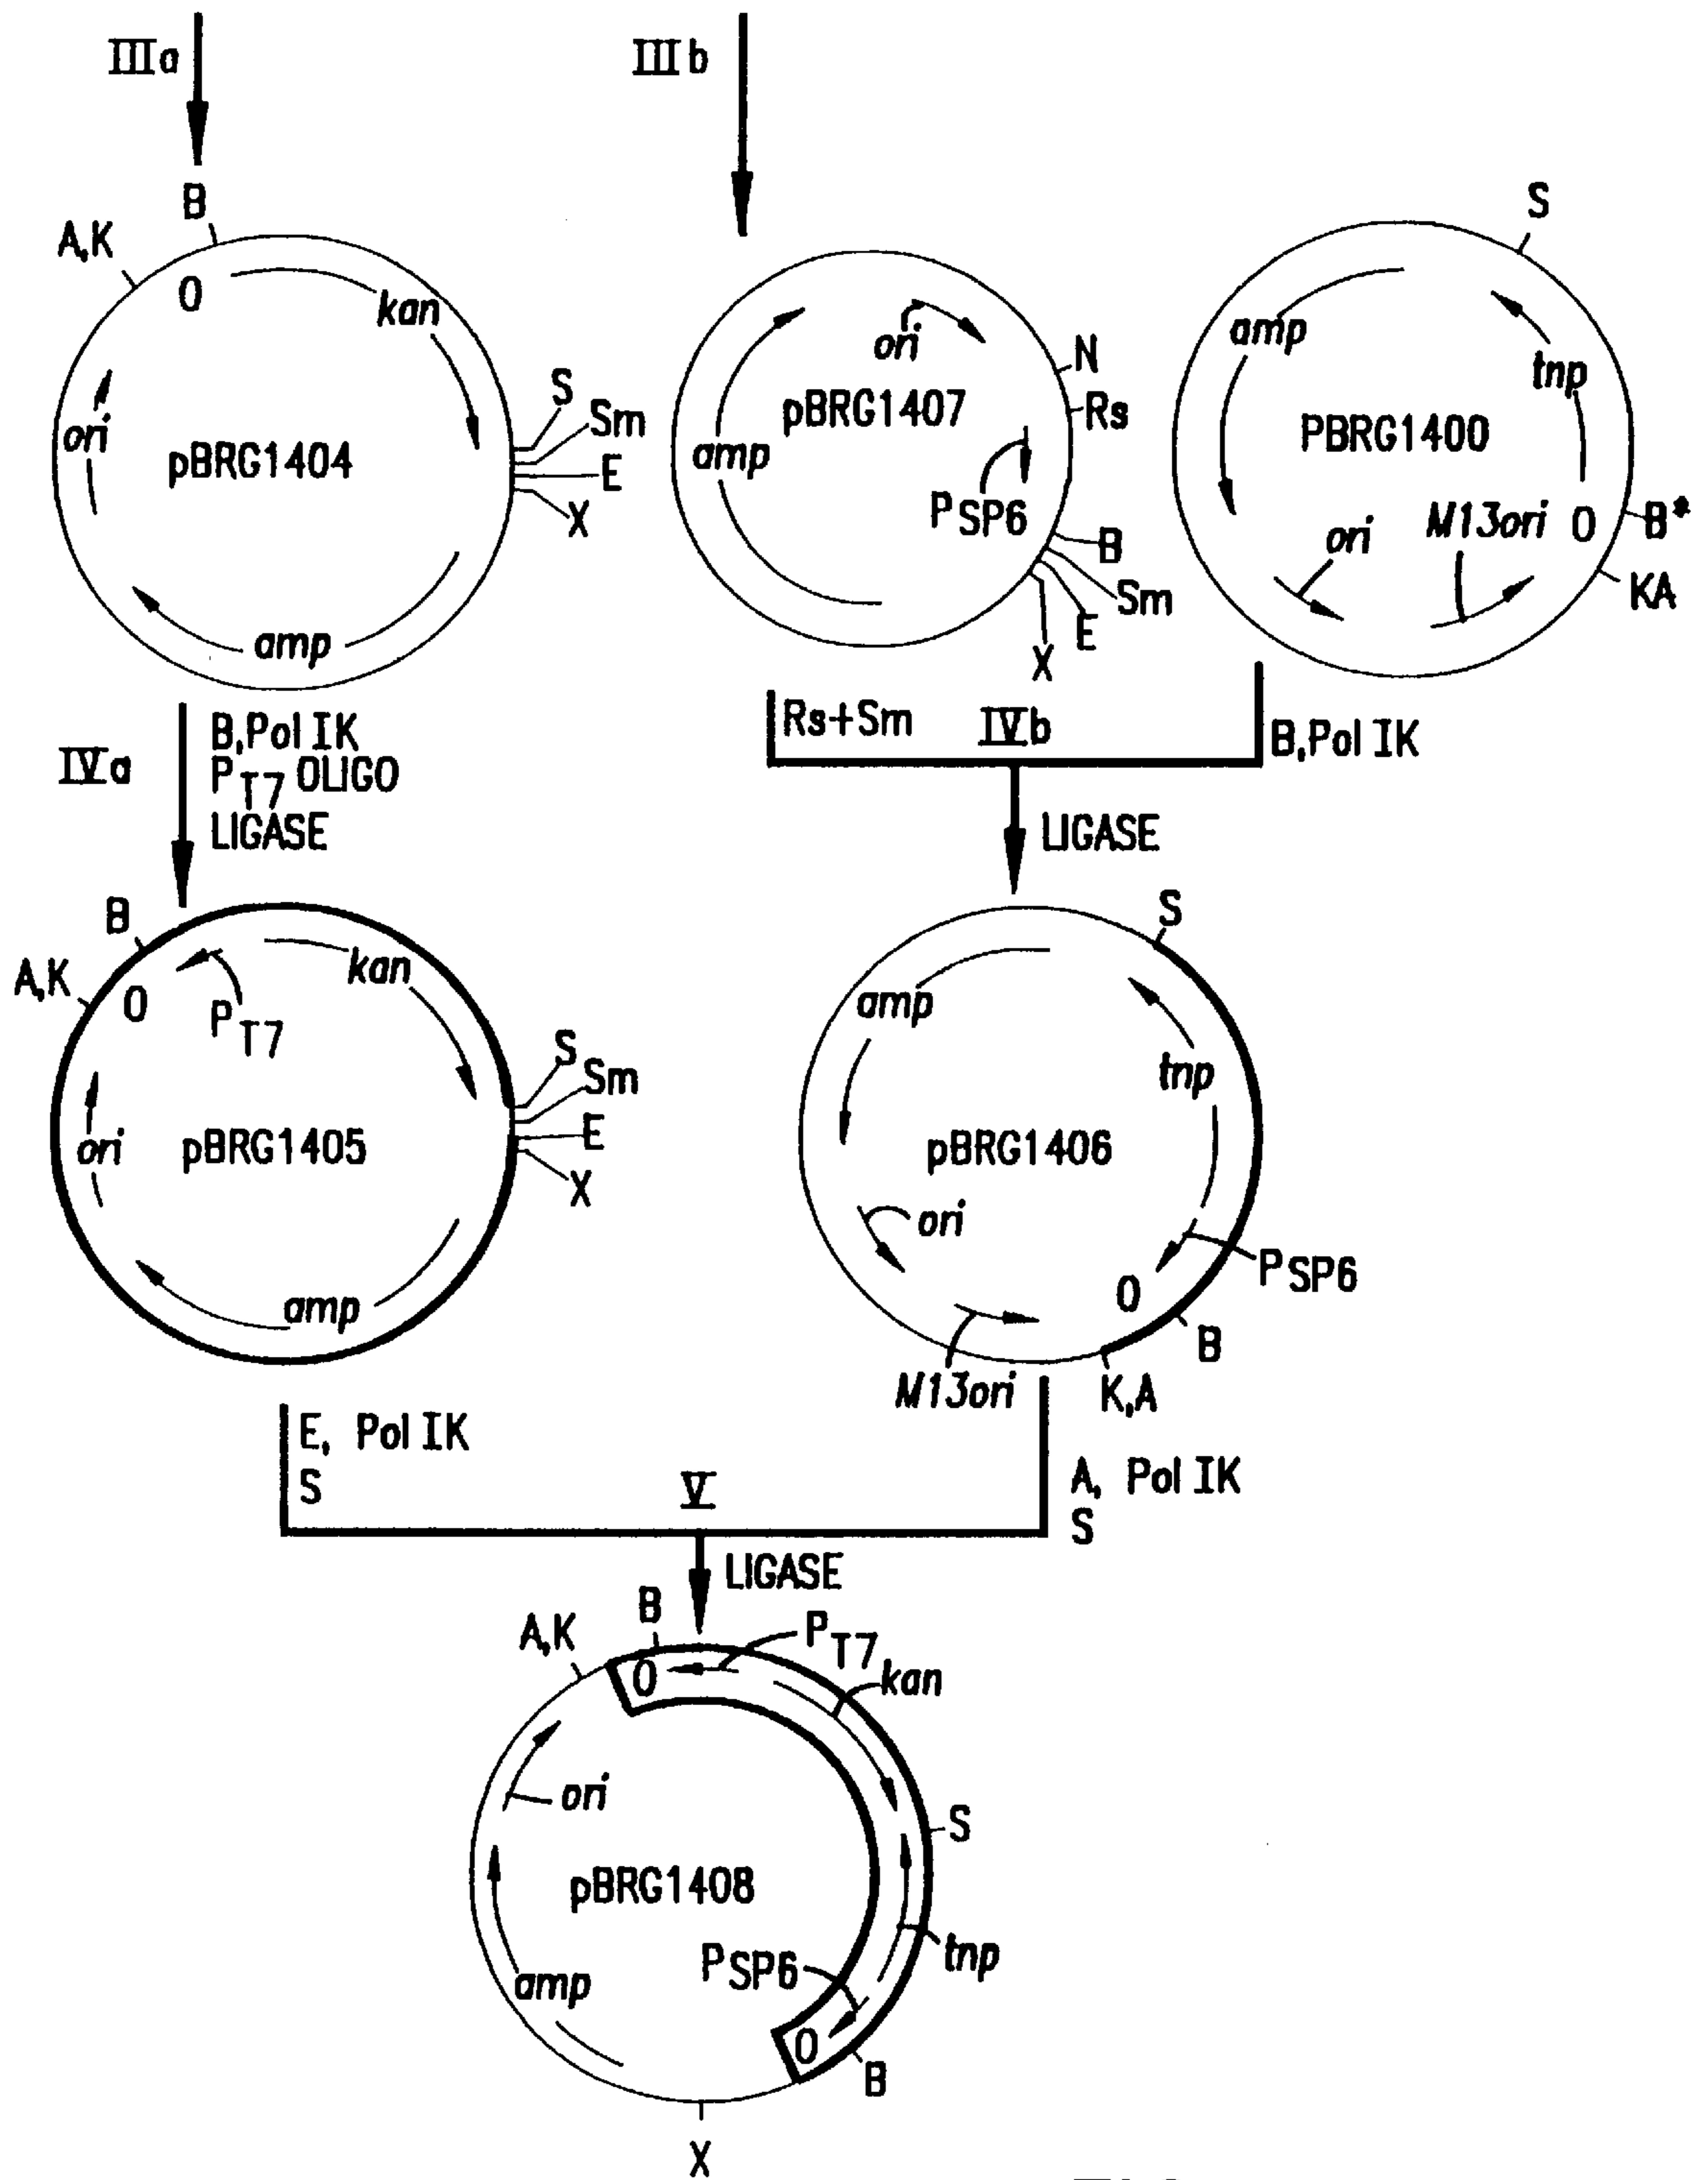 IIIa
IIIb
B
A,K
O
kan
S
Sm
E
X
ori
pBRG1404
amp
ori
N
Rs
pBRG1407
amp
PSP6
B
Sm
E
X
S
amp
tnp
PBRG1400
M13ori
O
B*
ori
KA
IVa
B,Pol IK
PT7 OLIGO
LIGASE
Rs+Sm
IVb
B,Pol IK
LIGASE
B
A,K
O
PT7
kan
S
Sm
E
X
ori
pBRG1405
amp
S
amp
tnp
pBRG1406
ori
PSP6
O
B
M13ori
K,A
E, Pol IK
S
V
A, Pol IK
S
LIGASE
B
A,K
O
PT7
kan
ori
S
pBRG1408
tnp
PSP6
amp
O
B
X